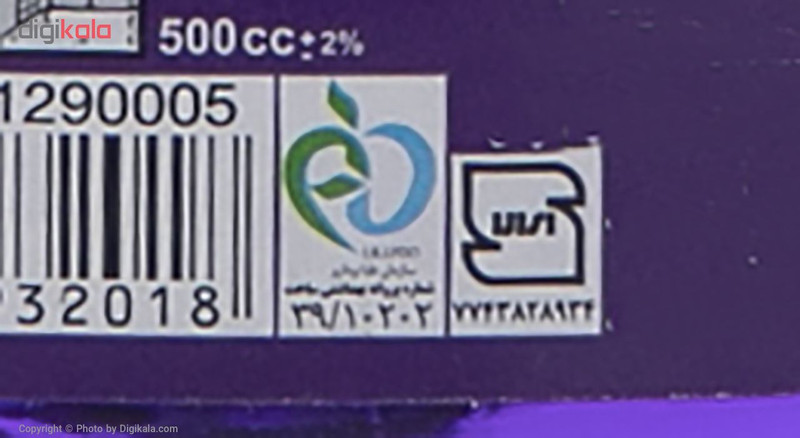 digikala
500cc±2%
1290005
32018
سازمان غذا و دارو
شماره پروانه بهداشتی ساخت
۳۹/۱۰۲۰۲
Copyright © Photo by Digikala.com